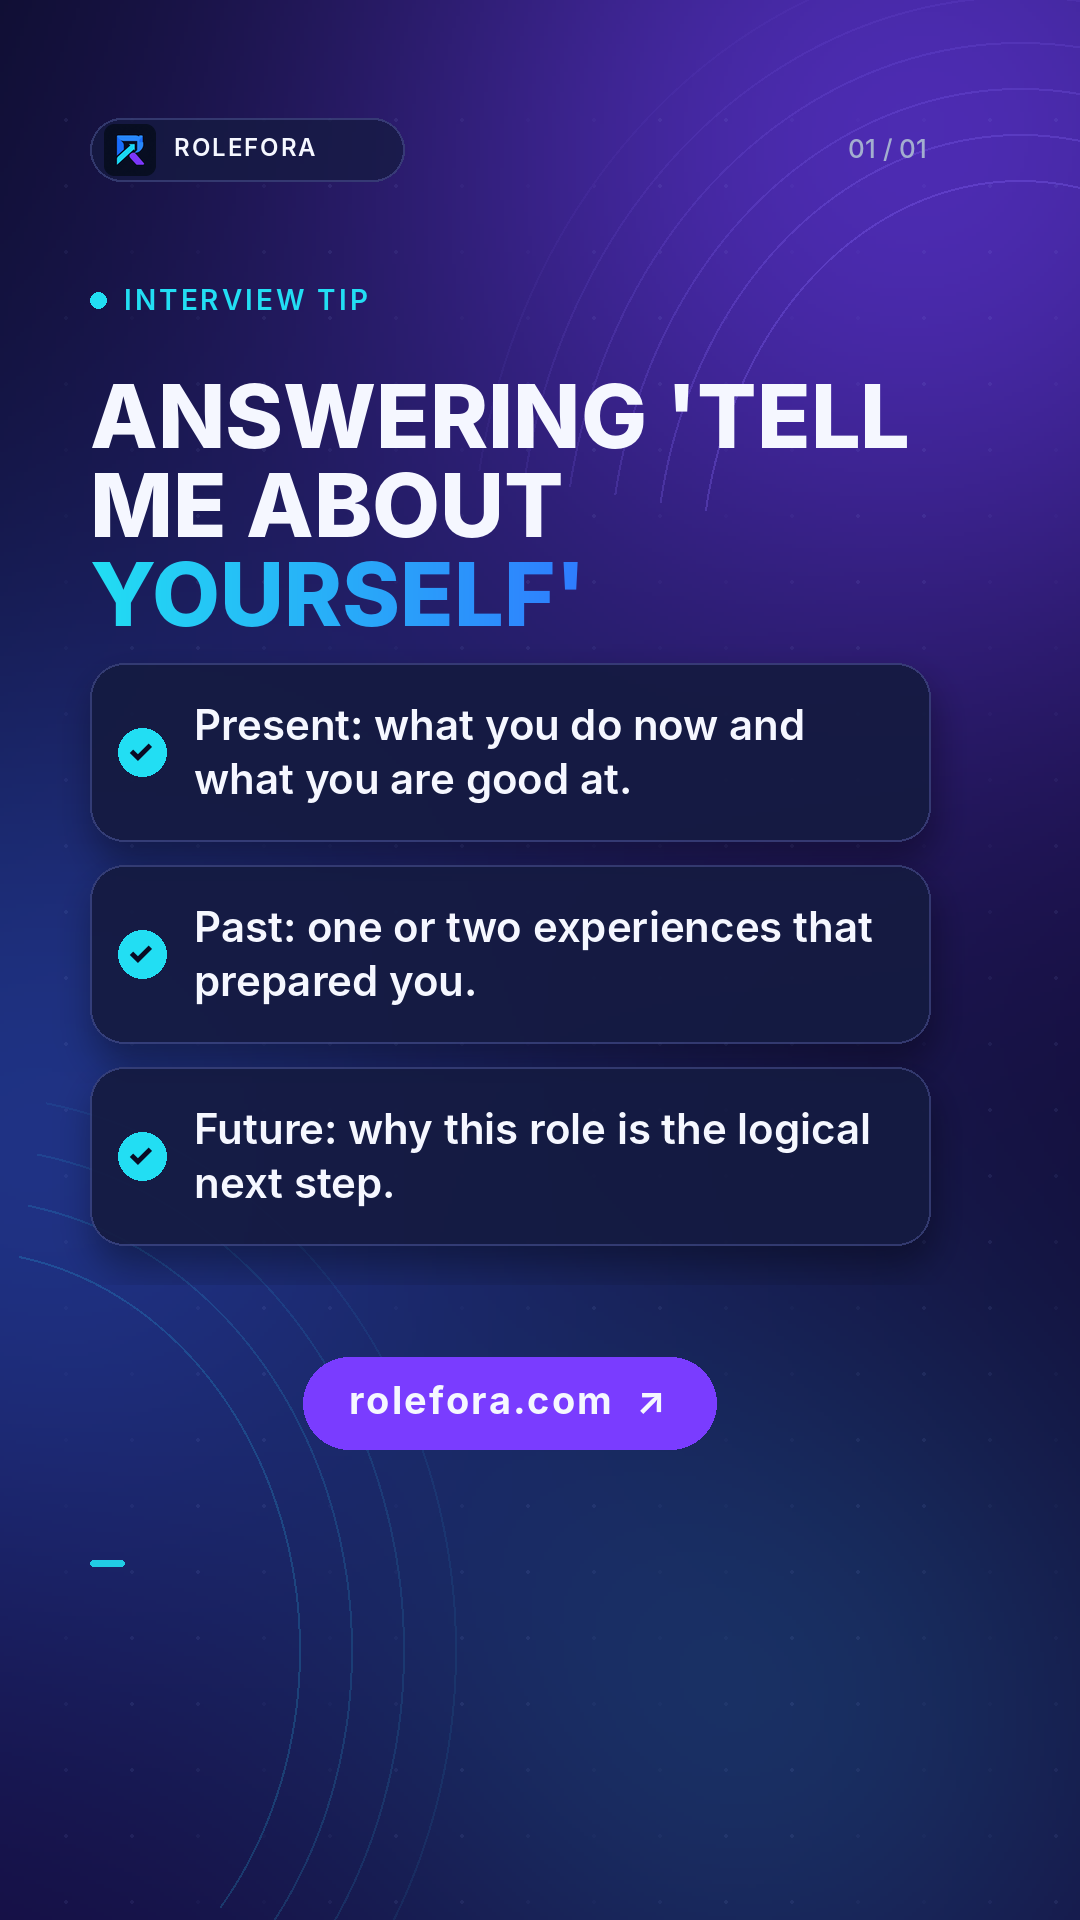 ROLEFORA
01 / 01
INTERVIEW TIP
ANSWERING 'TELL
ME ABOUT
YOURSELF'
Present: what you do now and
what you are good at.
Past: one or two experiences that
prepared you.
Future: why this role is the logical
next step.
rolefora.com